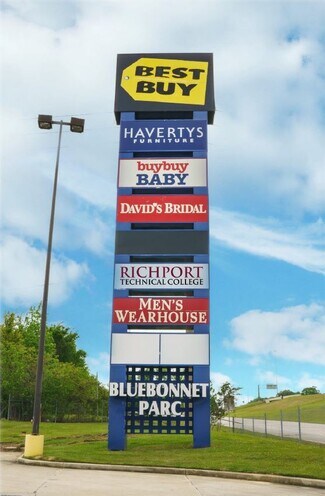 BEST
BUY
HAVERTYS
FURNITURE
buybuy
BABY
DAVID'S BRIDAL
RICHPORT
TECHNICAL COLLEGE
MEN'S
WEARHOUSE
BLUEBONNET
PARC